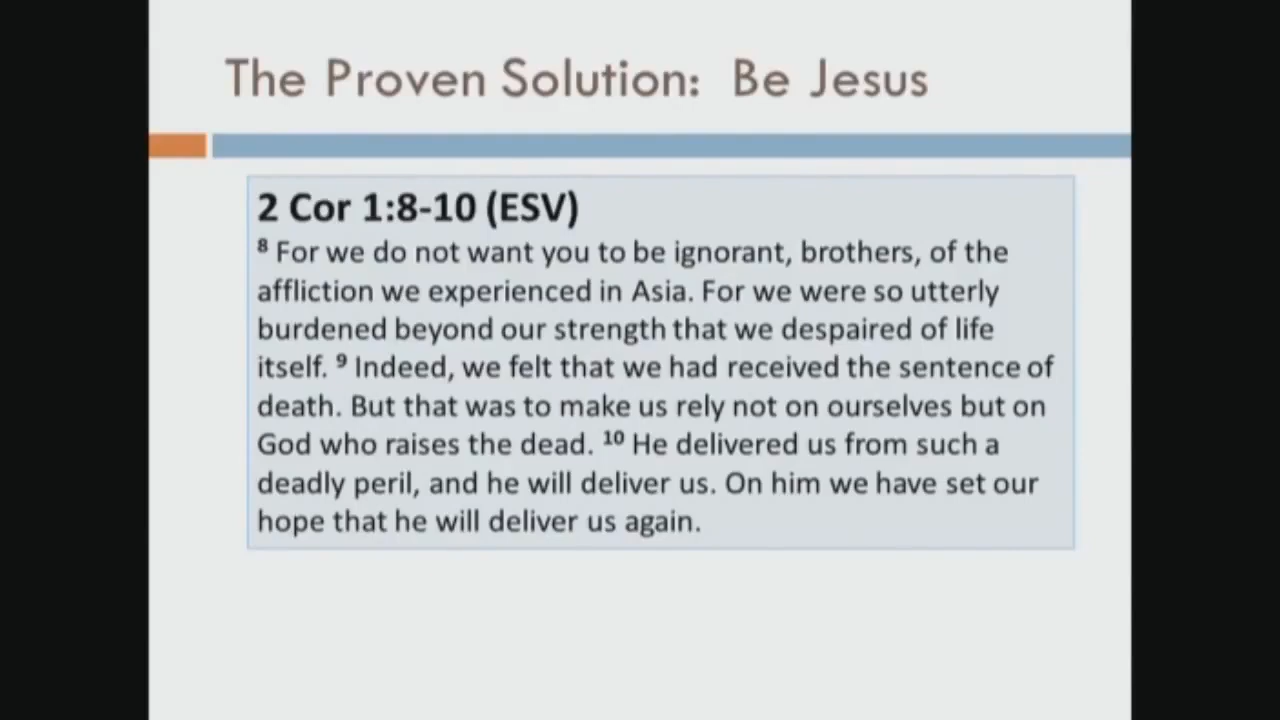 The Proven Solution: Be Jesus
2 Cor 1:8-10 (ESV)
⁸ For we do not want you to be ignorant, brothers, of the
affliction we experienced in Asia. For we were so utterly
burdened beyond our strength that we despaired of life
itself. ⁹ Indeed, we felt that we had received the sentence of
death. But that was to make us rely not on ourselves but on
God who raises the dead. ¹⁰ He delivered us from such a
deadly peril, and he will deliver us. On him we have set our
hope that he will deliver us again.